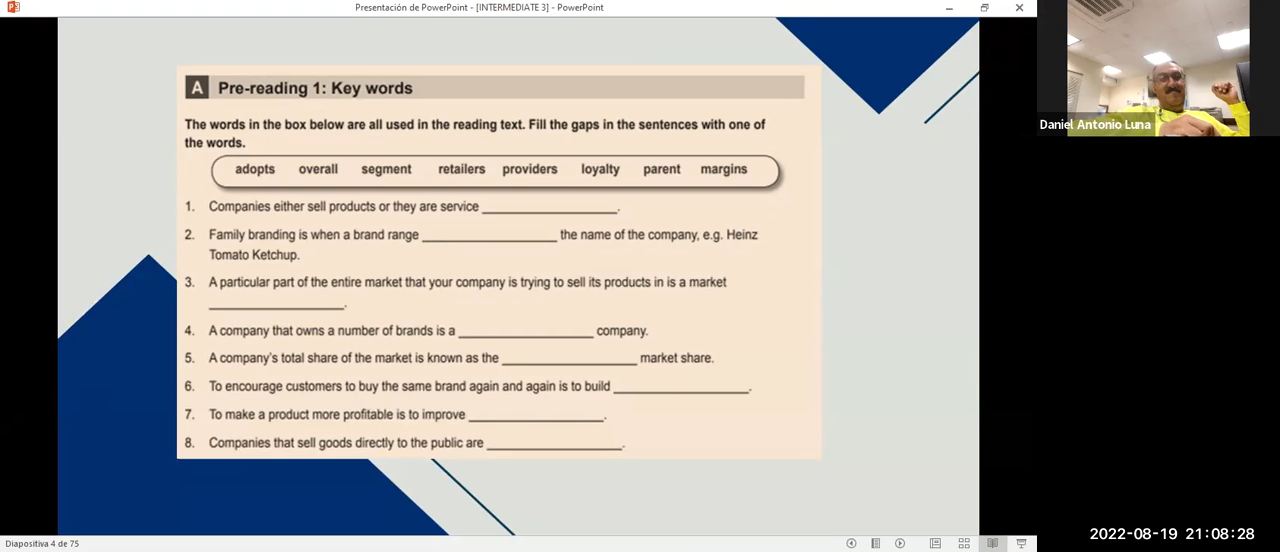 Presentación de PowerPoint - [INTERMEDIATE 3] - PowerPoint
A Pre-reading 1: Key words
The words in the box below are all used in the reading text. Fill the gaps in the sentences with one of
the words.
adopts overall segment retailers providers loyalty parent margins
1. Companies either sell products or they are service ____________________.
2. Family branding is when a brand range ____________________ the name of the company, e.g. Heinz
Tomato Ketchup.
3. A particular part of the entire market that your company is trying to sell its products in is a market
____________________.
4. A company that owns a number of brands is a ____________________ company.
5. A company's total share of the market is known as the ____________________ market share.
6. To encourage customers to buy the same brand again and again is to build ____________________.
7. To make a product more profitable is to improve ____________________.
8. Companies that sell goods directly to the public are ____________________.
Diapositiva 4 de 75
Daniel Antonio Luna
2022-08-19 21:08:28